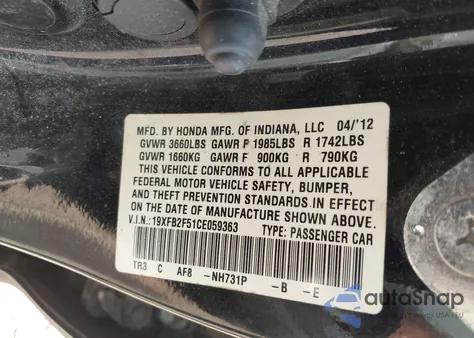 MFD. BY HONDA MFG. OF INDIANA, LLC 04/'12
GVWR 3660LBS GAWR F 1985LBS R 1742LBS
GVWR 1660KG GAWR F 900KG R 790KG
THIS VEHICLE CONFORMS TO ALL APPLICABLE
FEDERAL MOTOR VEHICLE SAFETY, BUMPER,
AND THEFT PREVENTION STANDARDS IN EFFECT
ON THE DATE OF MANUFACTURE SHOWN ABOVE.
V.I.N.:19XFB2F51CE059363 TYPE: PASSENGER CAR
TR3 C AF8 -NH731P -B -E
autoSnap